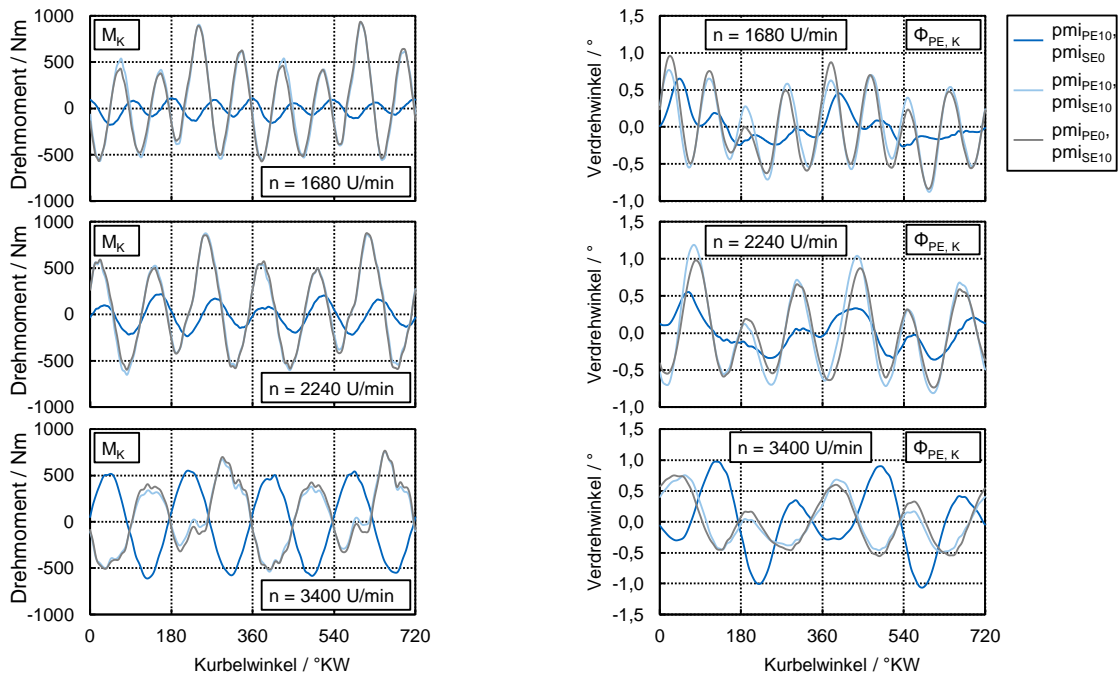 Drehmoment / Nm
1000
500
0
-500
-1000
M_K
n = 1680 U/min
Drehmoment / Nm
1000
500
0
-500
-1000
M_K
n = 2240 U/min
Drehmoment / Nm
1000
500
0
-500
-1000
M_K
n = 3400 U/min
0 180 360 540 720
Kurbelwinkel / °KW
Verdrehwinkel / °
1,5
1,0
0,5
0,0
-0,5
-1,0
n = 1680 U/min
Φ_PE, K
Verdrehwinkel / °
1,5
1,0
0,5
0,0
-0,5
-1,0
n = 2240 U/min
Φ_PE, K
Verdrehwinkel / °
1,5
1,0
0,5
0,0
-0,5
-1,0
-1,5
n = 3400 U/min
Φ_PE, K
0 180 360 540 720
Kurbelwinkel / °KW
pmi_PE10,
pmi_SE0
pmi_PE10,
pmi_SE10
pmi_PE0,
pmi_SE10